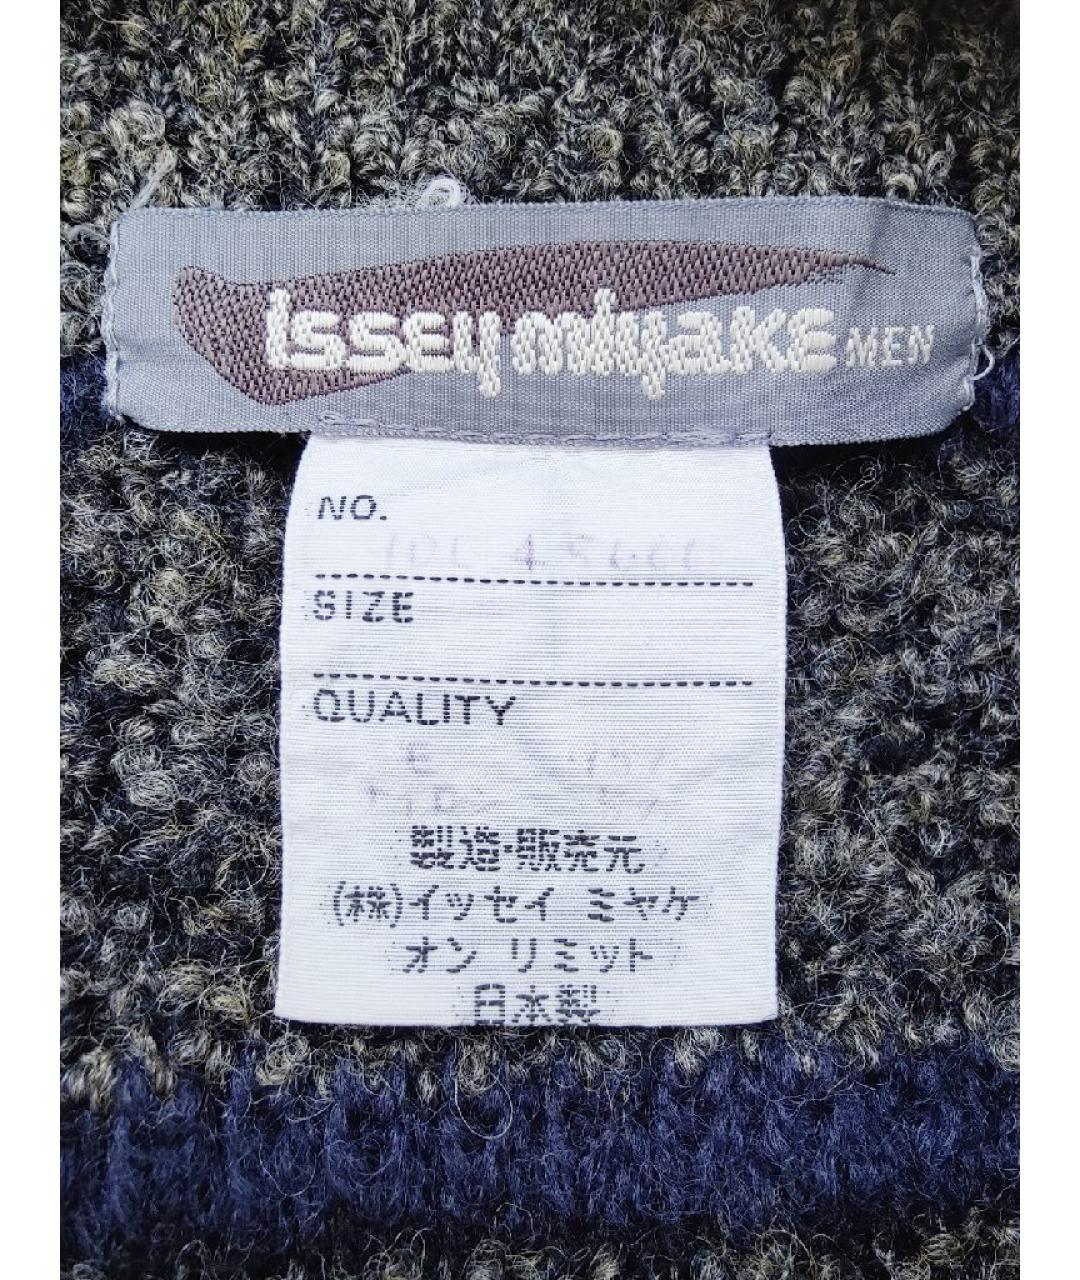 issey miyake MEN
NO.
SIZE
QUALITY
製造・販売元
(株)イッセイ ミヤケ
オン リミット
日本製